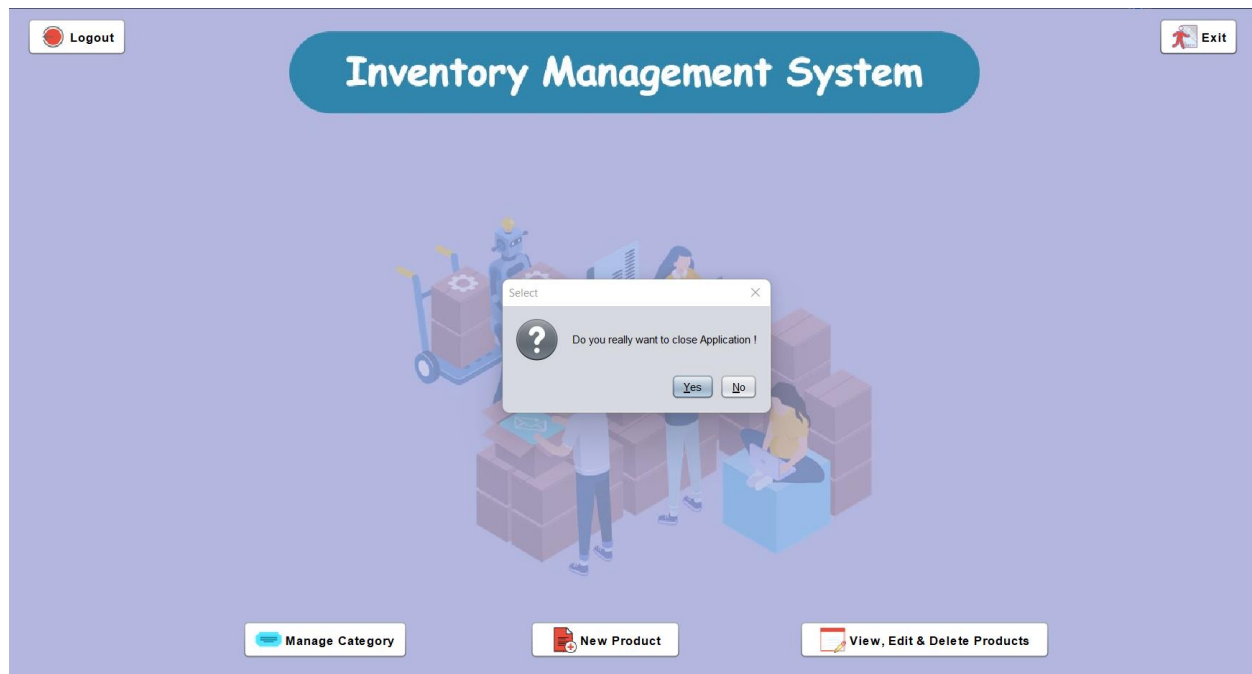 Logout
Exit
Inventory Management System
Select
Do you really want to close Application !
Yes
No
Manage Category
New Product
View, Edit & Delete Products